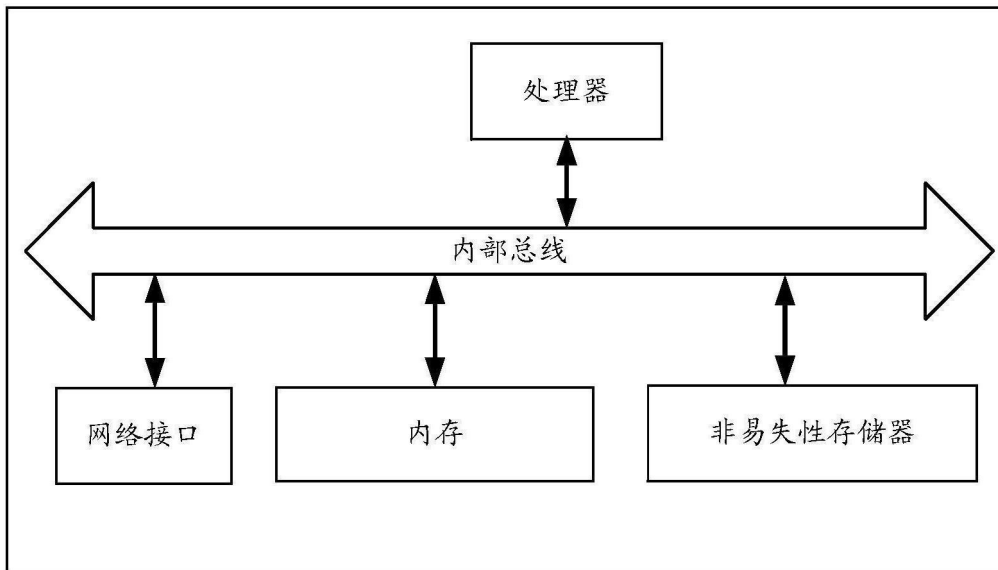 处理器
内部总线
网络接口
内存
非易失性存储器